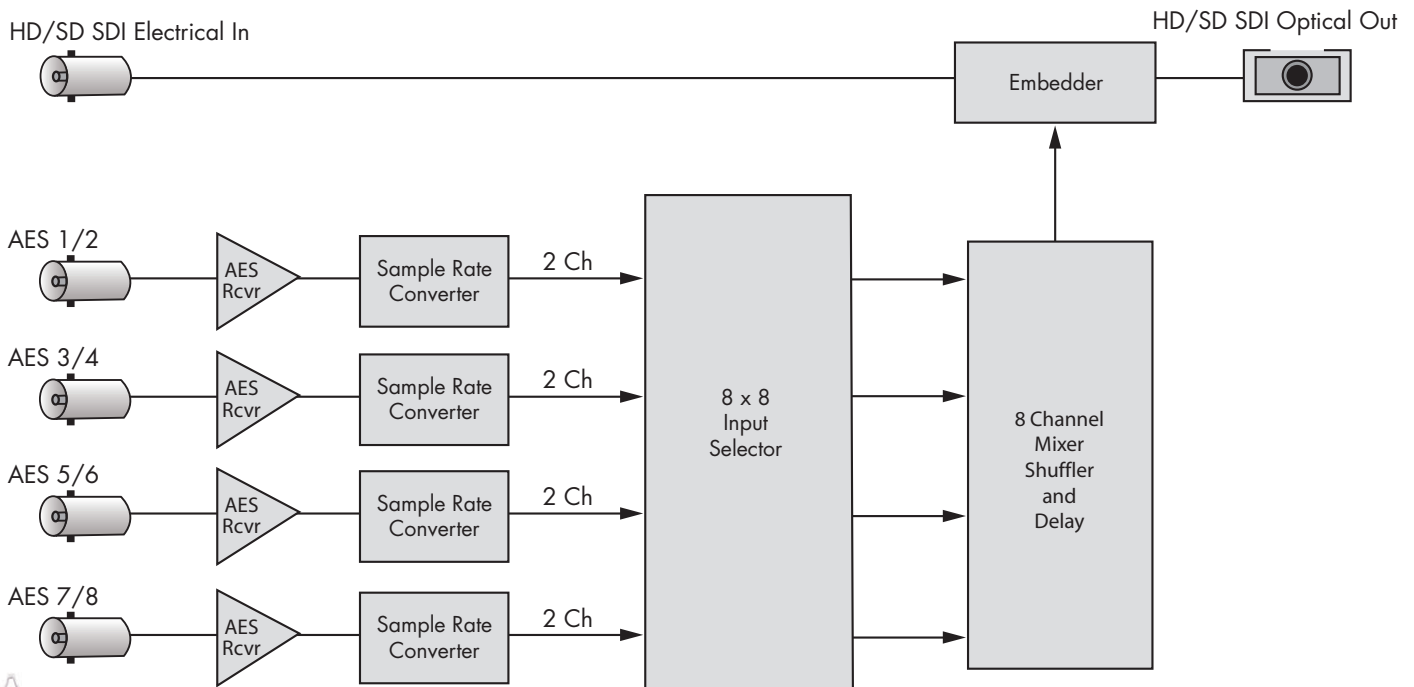 HD/SD SDI Electrical In
HD/SD SDI Optical Out
Embedder
AES 1/2
AES
Rcvr
Sample Rate
Converter
2 Ch
AES 3/4
AES
Rcvr
Sample Rate
Converter
2 Ch
AES 5/6
AES
Rcvr
Sample Rate
Converter
2 Ch
AES 7/8
AES
Rcvr
Sample Rate
Converter
2 Ch
8 x 8
Input
Selector
8 Channel
Mixer
Shuffler
and
Delay